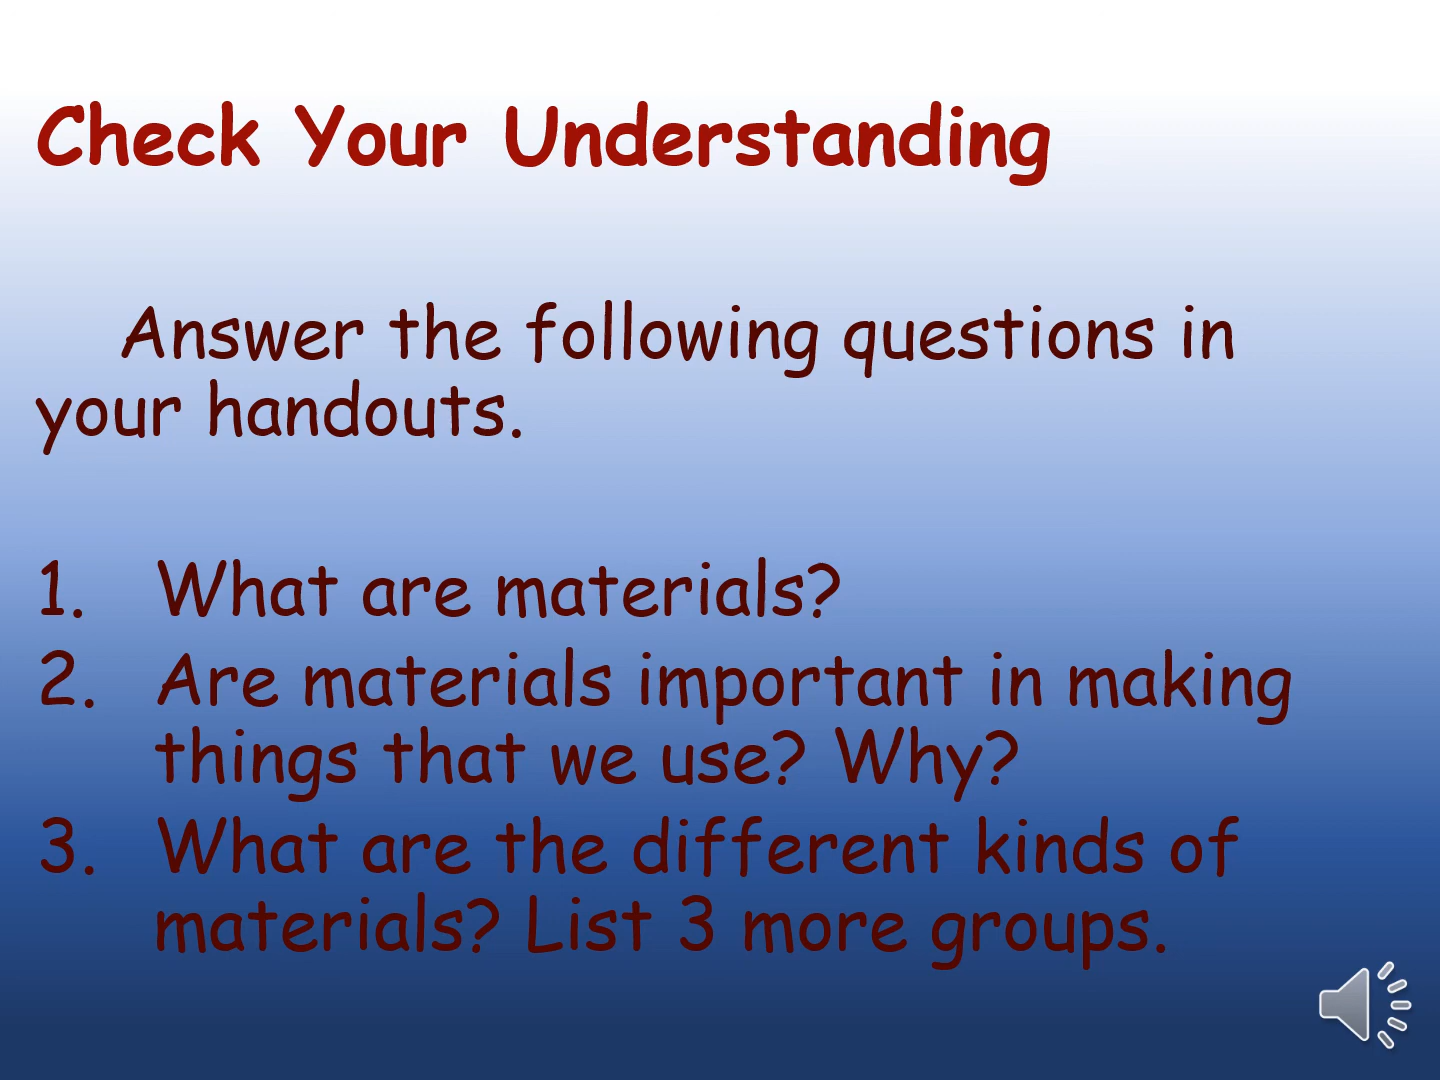 Check Your Understanding
Answer the following questions in
your handouts.
1. What are materials?
2. Are materials important in making
things that we use? Why?
3. What are the different kinds of
materials? List 3 more groups.